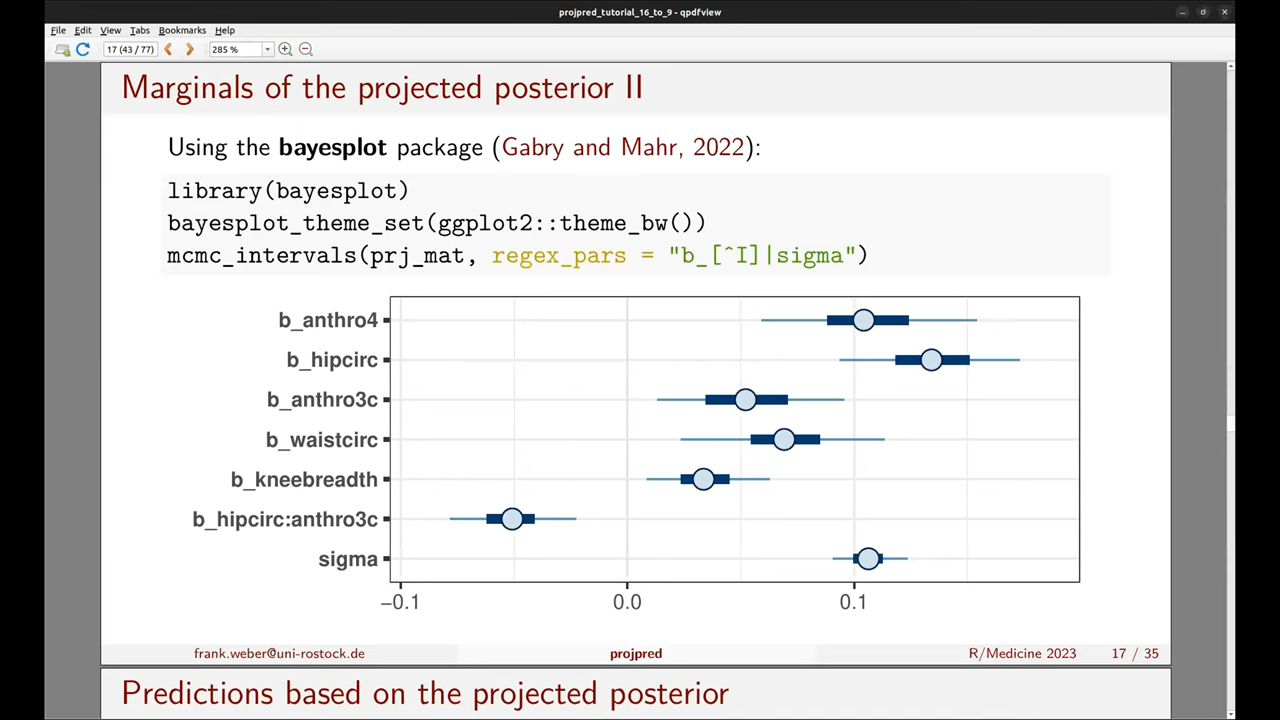 projpred_tutorial_16_to_9 - qpdfview
File Edit View Tabs Bookmarks Help
17 (43 / 77) 285 %
Marginals of the projected posterior II
Using the bayesplot package (Gabry and Mahr, 2022):
library(bayesplot)
bayesplot_theme_set(ggplot2::theme_bw())
mcmc_intervals(prj_mat, regex_pars = "b_[^I]|sigma")
b_anthro4
b_hipcirc
b_anthro3c
b_waistcirc
b_kneebreadth
b_hipcirc:anthro3c
sigma
−0.1 0.0 0.1
frank.weber@uni-rostock.de projpred R/Medicine 2023 17 / 35
Predictions based on the projected posterior